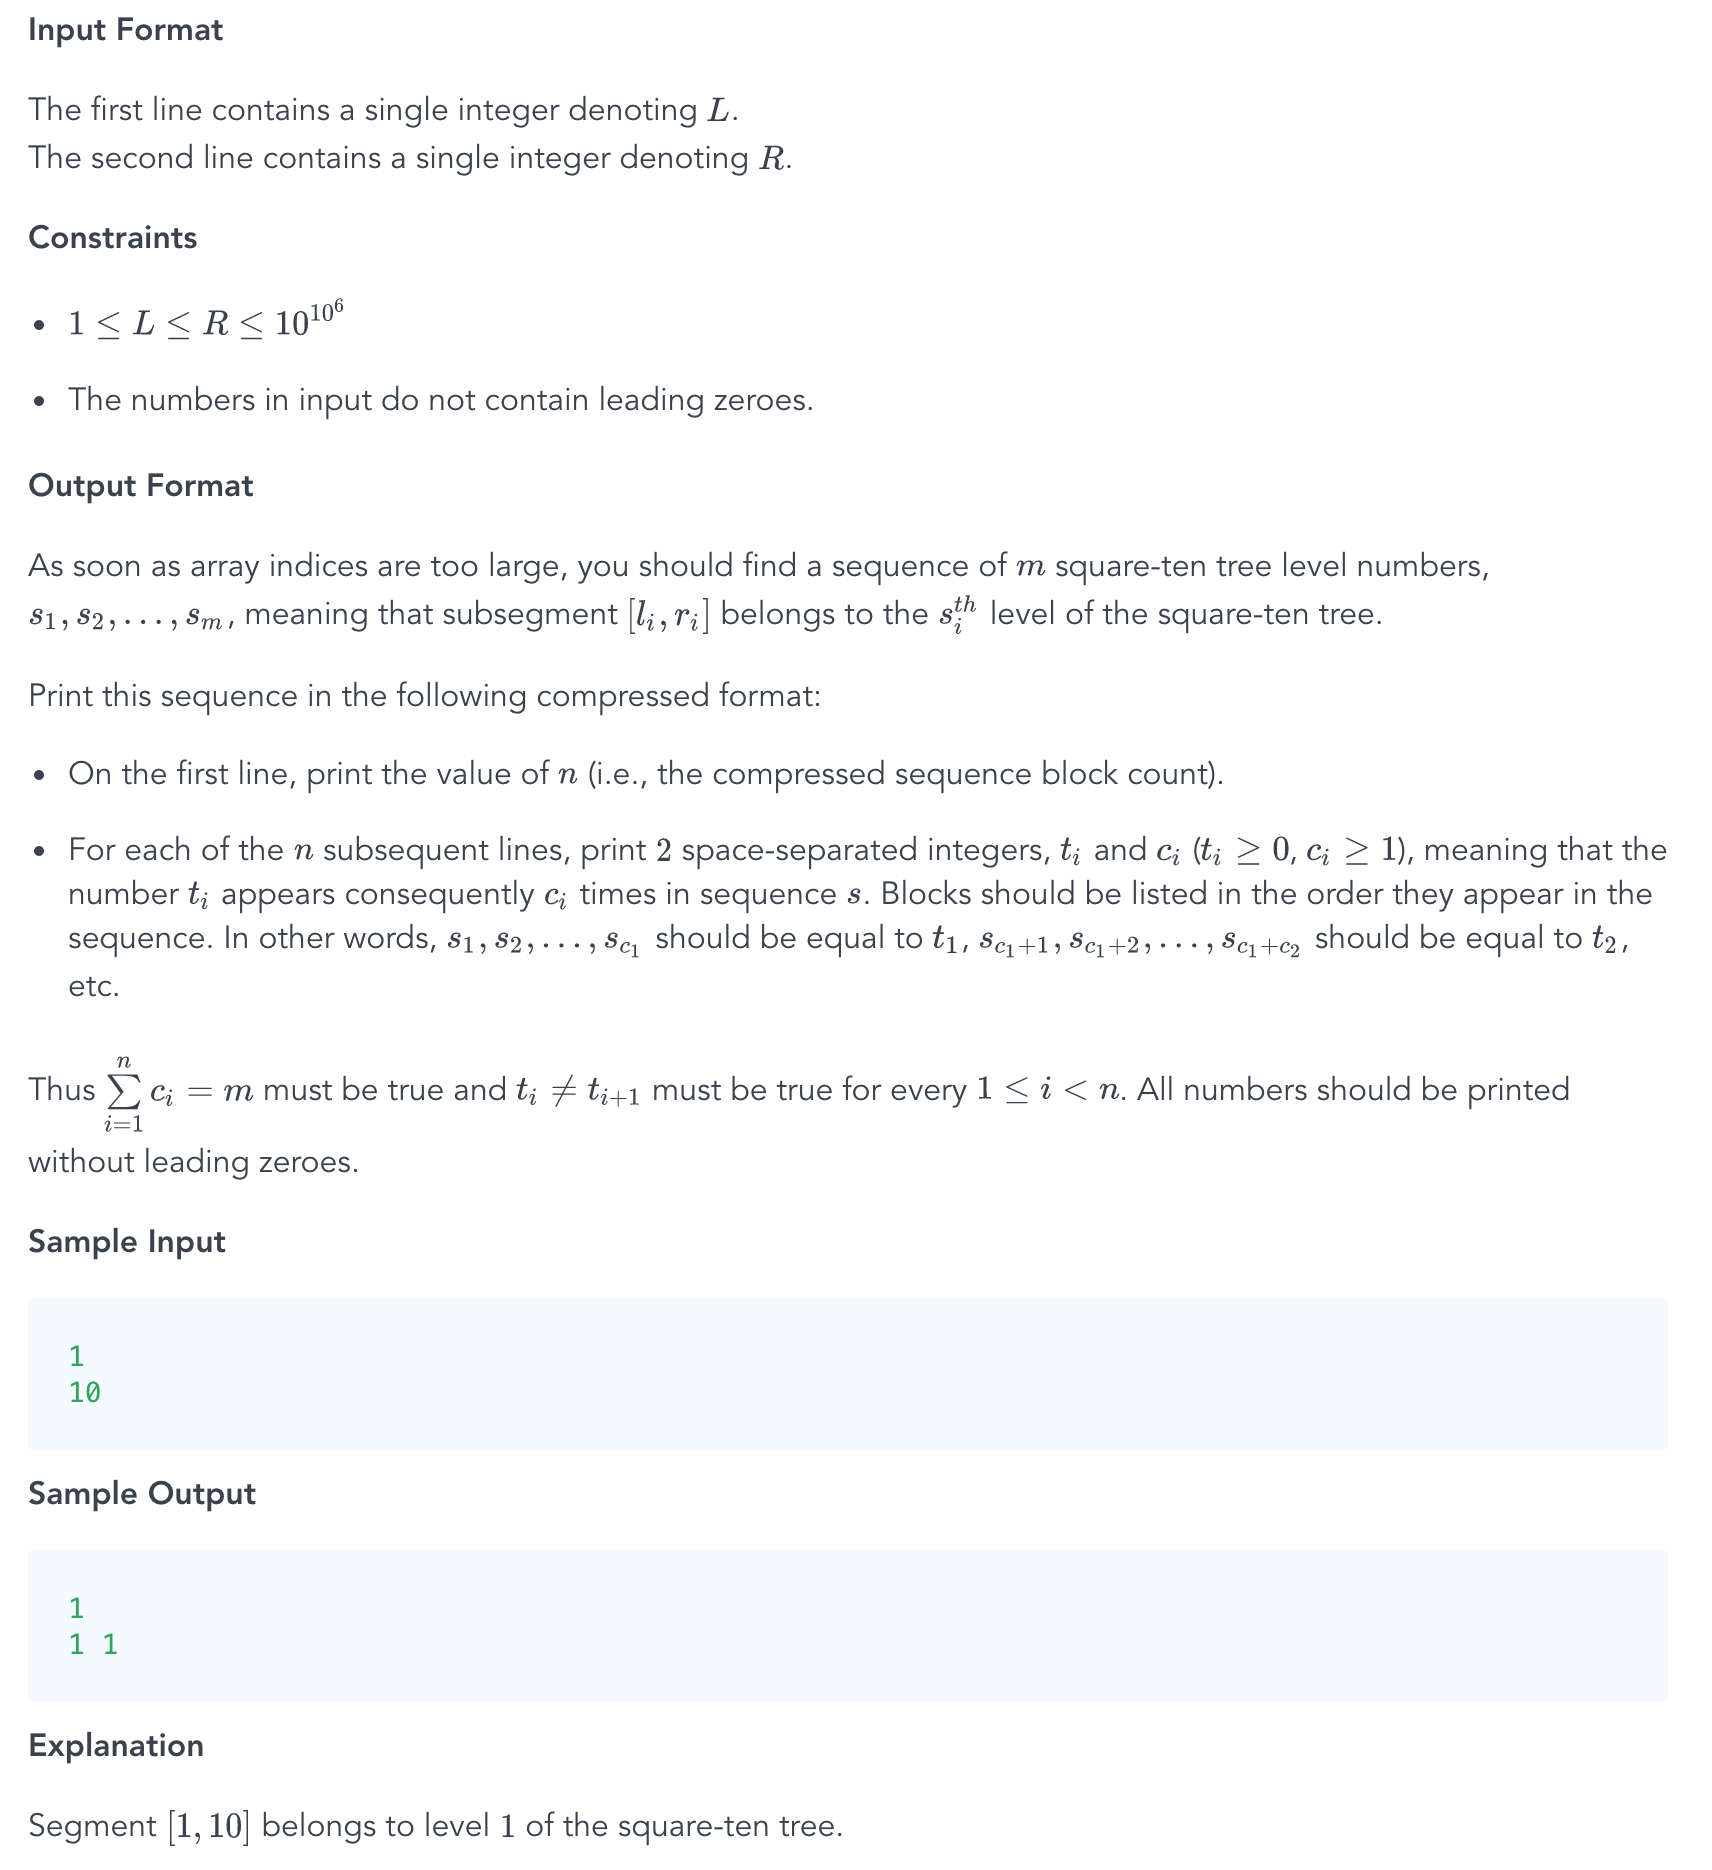 Input Format
The first line contains a single integer denoting L.
The second line contains a single integer denoting R.
Constraints
• 1 ≤ L ≤ R ≤ 10^{10^6}
• The numbers in input do not contain leading zeroes.
Output Format
As soon as array indices are too large, you should find a sequence of m square-ten tree level numbers,
s_1, s_2, . . . , s_m, meaning that subsegment [l_i, r_i] belongs to the s_i^{th} level of the square-ten tree.
Print this sequence in the following compressed format:
• On the first line, print the value of n (i.e., the compressed sequence block count).
• For each of the n subsequent lines, print 2 space-separated integers, t_i and c_i (t_i ≥ 0, c_i ≥ 1), meaning that the
number t_i appears consequently c_i times in sequence s. Blocks should be listed in the order they appear in the
sequence. In other words, s_1, s_2, . . . , s_{c_1} should be equal to t_1, s_{c_1+1}, s_{c_1+2}, . . . , s_{c_1+c_2} should be equal to t_2,
etc.
Thus \sum_{i=1}^{n} c_i = m must be true and t_i ≠ t_{i+1} must be true for every 1 ≤ i < n. All numbers should be printed
without leading zeroes.
Sample Input
1
10
Sample Output
1
1 1
Explanation
Segment [1, 10] belongs to level 1 of the square-ten tree.